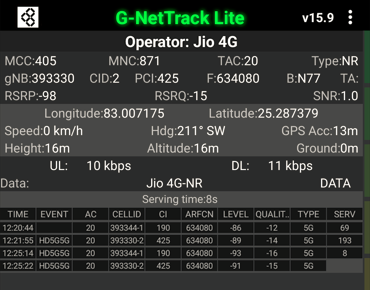 G-NetTrack Lite v15.9
Operator: Jio 4G
MCC:405 MNC:871 TAC:20 Type:NR
gNB:393330 CID:2 PCI:425 F:634080 B:N77 TA:
RSRP:-98 RSRQ:-15 SNR:1.0
Longitude:83.007175 Latitude:25.287379
Speed:0 km/h Hdg:211° SW GPS Acc:13m
Height:16m Altitude:16m Ground:0m
UL: 10 kbps DL: 11 kbps
Data: Jio 4G-NR DATA
Serving time:8s
TIME EVENT AC CELLID CI ARFCN LEVEL QUALIT.. TYPE SERV
12:20:44 20 393344-1 190 634080 -86 -12 5G 69
12:21:55 HD5G5G 20 393330-2 425 634080 -89 -14 5G 193
12:25:14 HD5G5G 20 393344-1 190 634080 -93 -16 5G 8
12:25:22 HD5G5G 20 393330-2 425 634080 -91 -15 5G